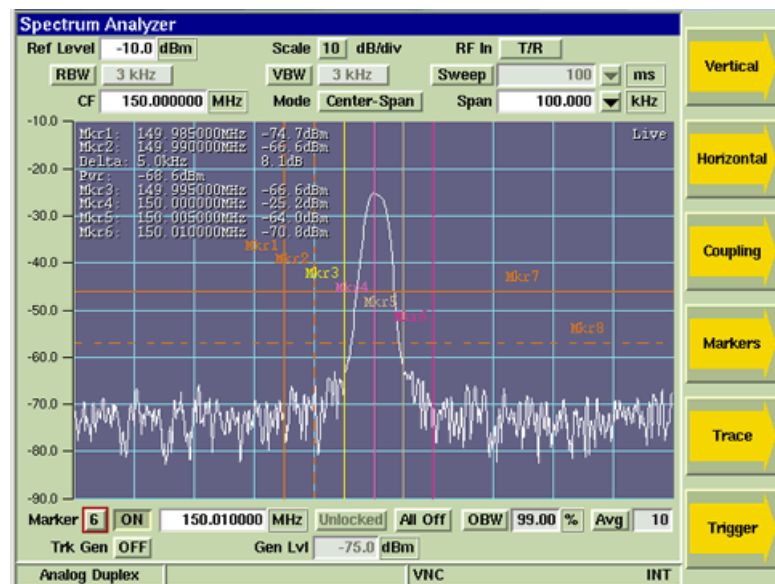 Spectrum Analyzer
Ref Level -10.0 dBm Scale 10 dB/div RF In T/R
RBW 3 kHz VBW 3 kHz Sweep 100 ms
CF 150.000000 MHz Mode Center-Span Span 100.000 kHz
-10.0
Mkr1: 149.985000MHz -74.7dBm
Mkr2: 149.990000MHz -66.6dBm
Delta: 5.0kHz 8.1dB
Pwr: -68.6dBm
Mkr3: 149.995000MHz -66.6dBm
Mkr4: 150.000000MHz -25.2dBm
Mkr5: 150.005000MHz -64.0dBm
Mkr6: 150.010000MHz -70.8dBm
Live
-20.0
-30.0
-40.0
-50.0
-60.0
-70.0
-80.0
-90.0
Mkr1
Mkr2
Mkr3
Mkr4
Mkr5
Mkr6
Mkr7
Mkr8
Marker 6 ON 150.010000 MHz Unlocked All Off OBW 99.00 % Avg 10
Trk Gen OFF Gen Lvl -75.0 dBm
Analog Duplex VNC INT
Vertical
Horizontal
Coupling
Markers
Trace
Trigger